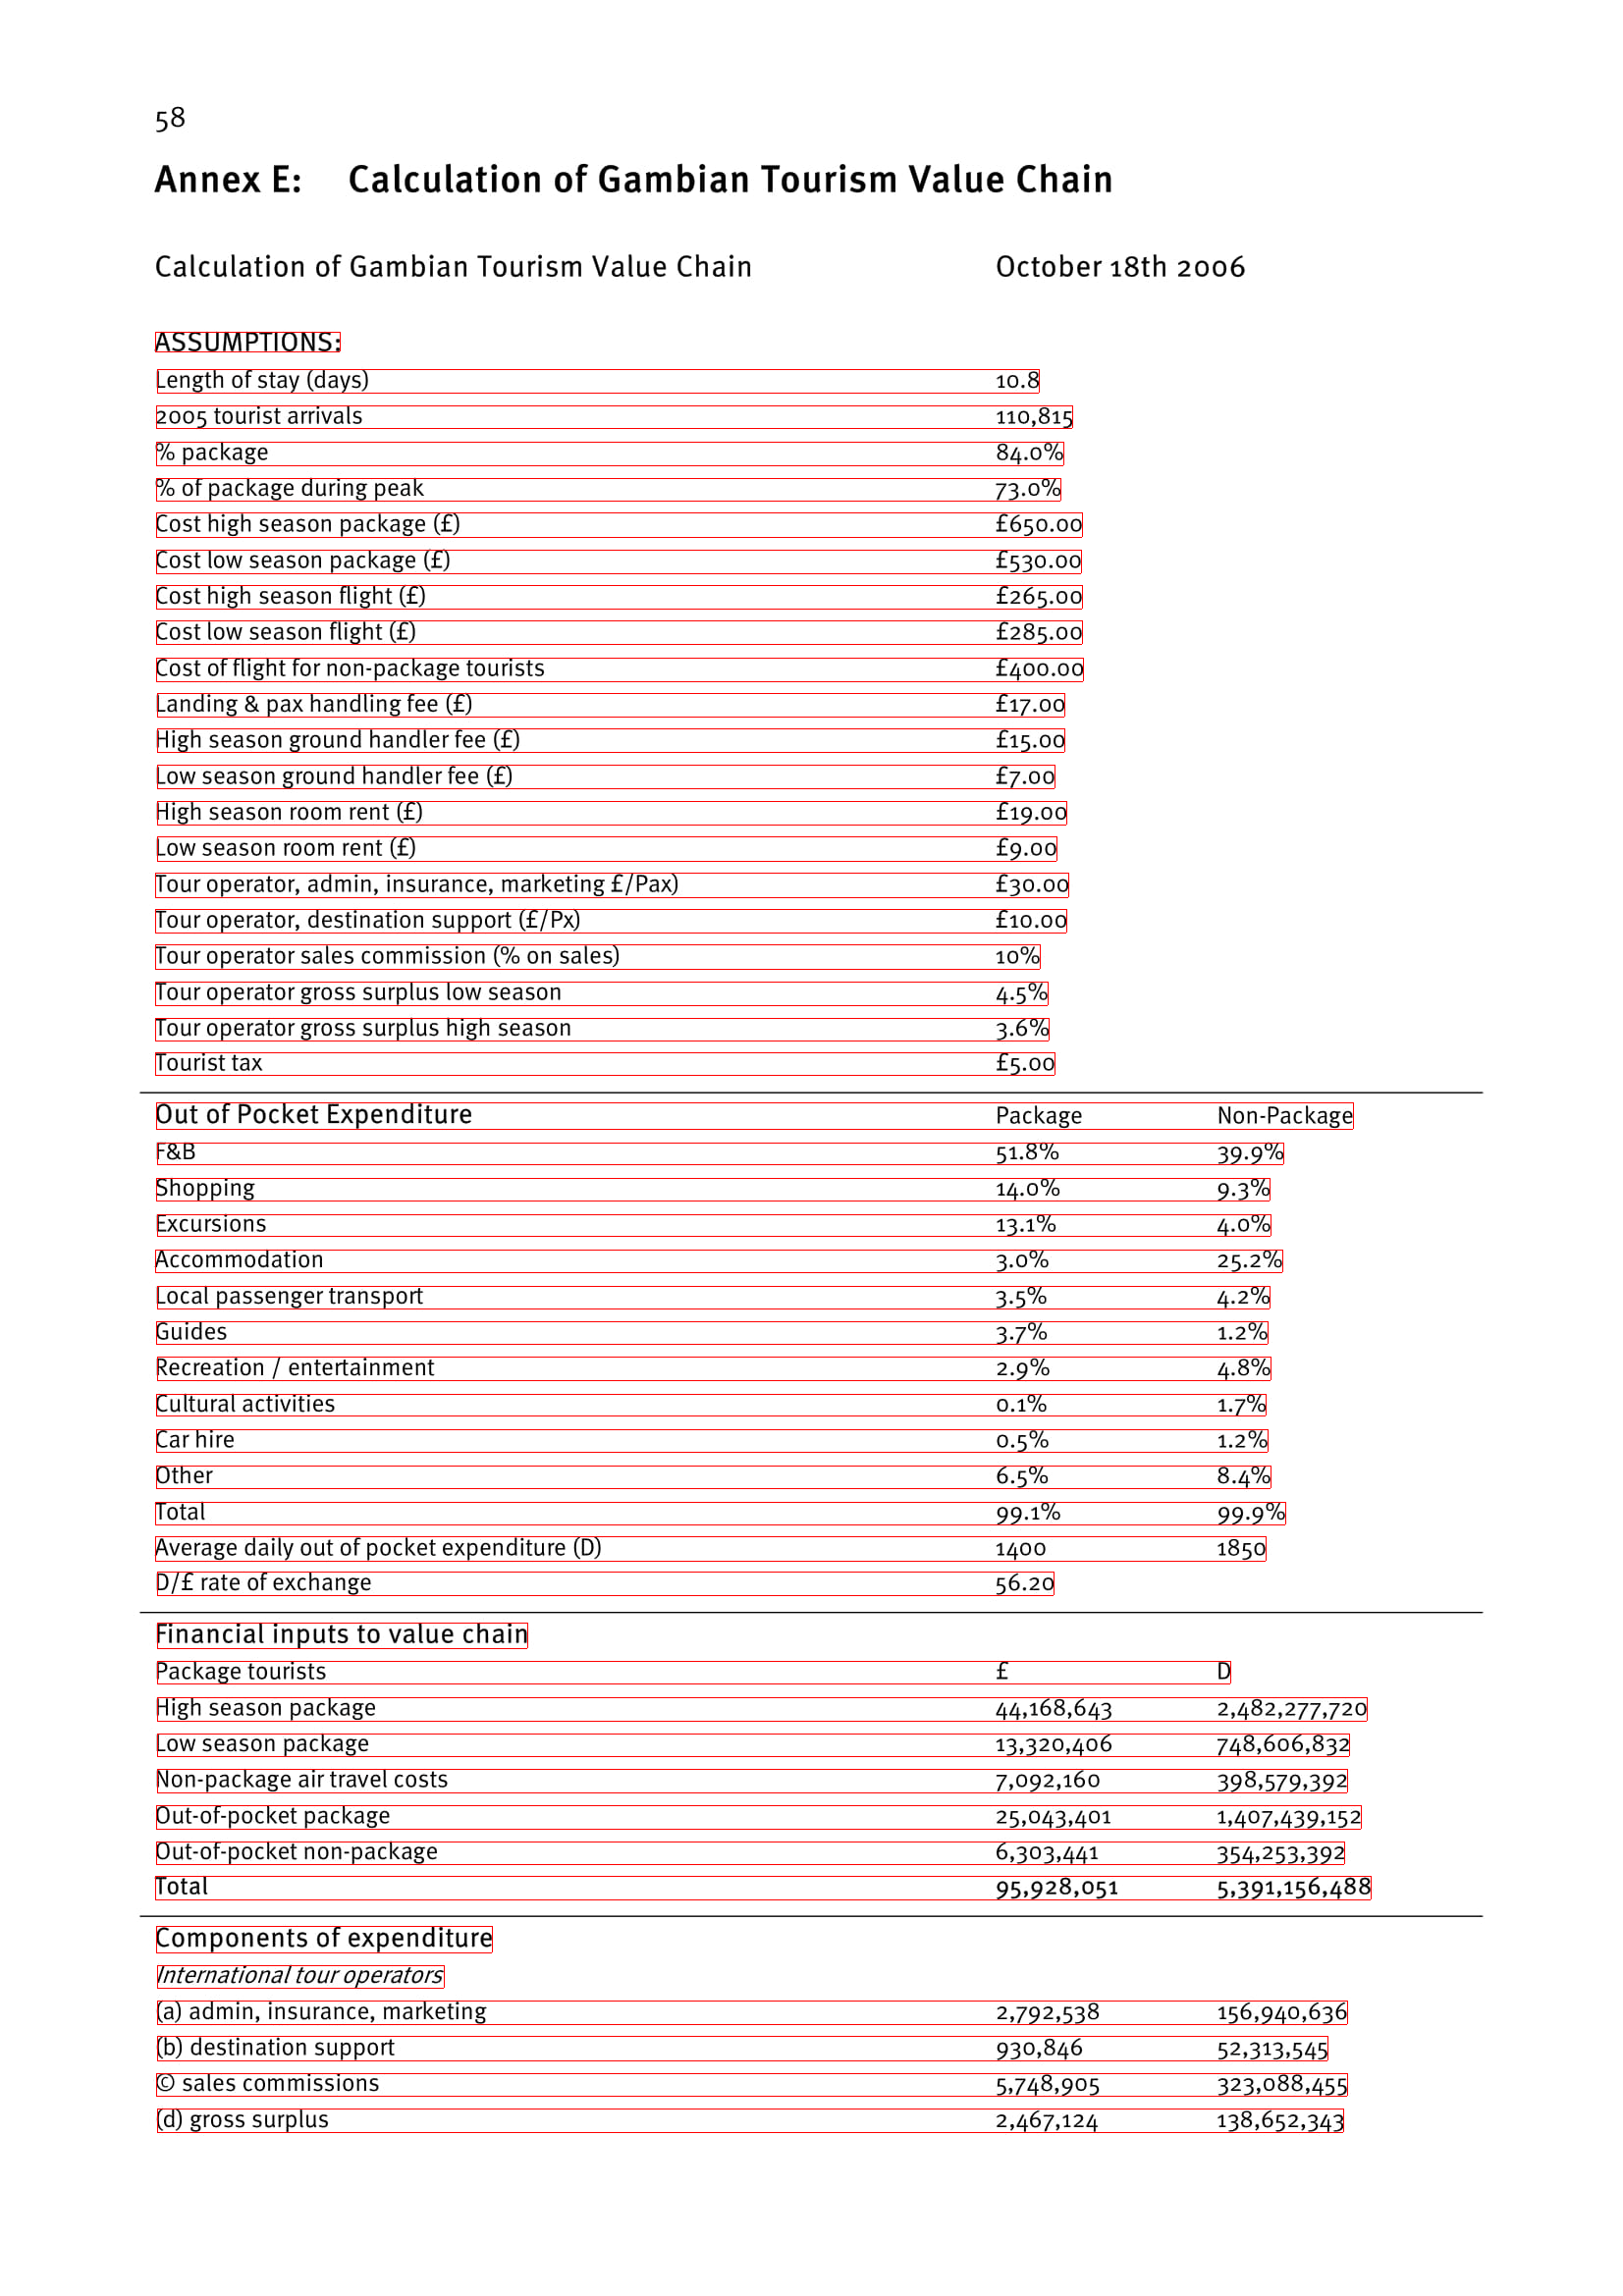 58
Annex E: Calculation of Gambian Tourism Value Chain
Calculation of Gambian Tourism Value Chain October 18th 2006
ASSUMPTIONS:
Length of stay (days) 10.8
2005 tourist arrivals 110,815
% package 84.0%
% of package during peak 73.0%
Cost high season package (£) £650.00
Cost low season package (£) £530.00
Cost high season flight (£) £265.00
Cost low season flight (£) £285.00
Cost of flight for non-package tourists £400.00
Landing & pax handling fee (£) £17.00
High season ground handler fee (£) £15.00
Low season ground handler fee (£) £7.00
High season room rent (£) £19.00
Low season room rent (£) £9.00
Tour operator, admin, insurance, marketing £/Pax) £30.00
Tour operator, destination support (£/Px) £10.00
Tour operator sales commission (% on sales) 10%
Tour operator gross surplus low season 4.5%
Tour operator gross surplus high season 3.6%
Tourist tax £5.00
Out of Pocket Expenditure Package Non-Package
F&B 51.8% 39.9%
Shopping 14.0% 9.3%
Excursions 13.1% 4.0%
Accommodation 3.0% 25.2%
Local passenger transport 3.5% 4.2%
Guides 3.7% 1.2%
Recreation / entertainment 2.9% 4.8%
Cultural activities 0.1% 1.7%
Car hire 0.5% 1.2%
Other 6.5% 8.4%
Total 99.1% 99.9%
Average daily out of pocket expenditure (D) 1400 1850
D/£ rate of exchange 56.20
Financial inputs to value chain
Package tourists £ D
High season package 44,168,643 2,482,277,720
Low season package 13,320,406 748,606,832
Non-package air travel costs 7,092,160 398,579,392
Out-of-pocket package 25,043,401 1,407,439,152
Out-of-pocket non-package 6,303,441 354,253,392
Total 95,928,051 5,391,156,488
Components of expenditure
International tour operators
(a) admin, insurance, marketing 2,792,538 156,940,636
(b) destination support 930,846 52,313,545
© sales commissions 5,748,905 323,088,455
(d) gross surplus 2,467,124 138,652,343